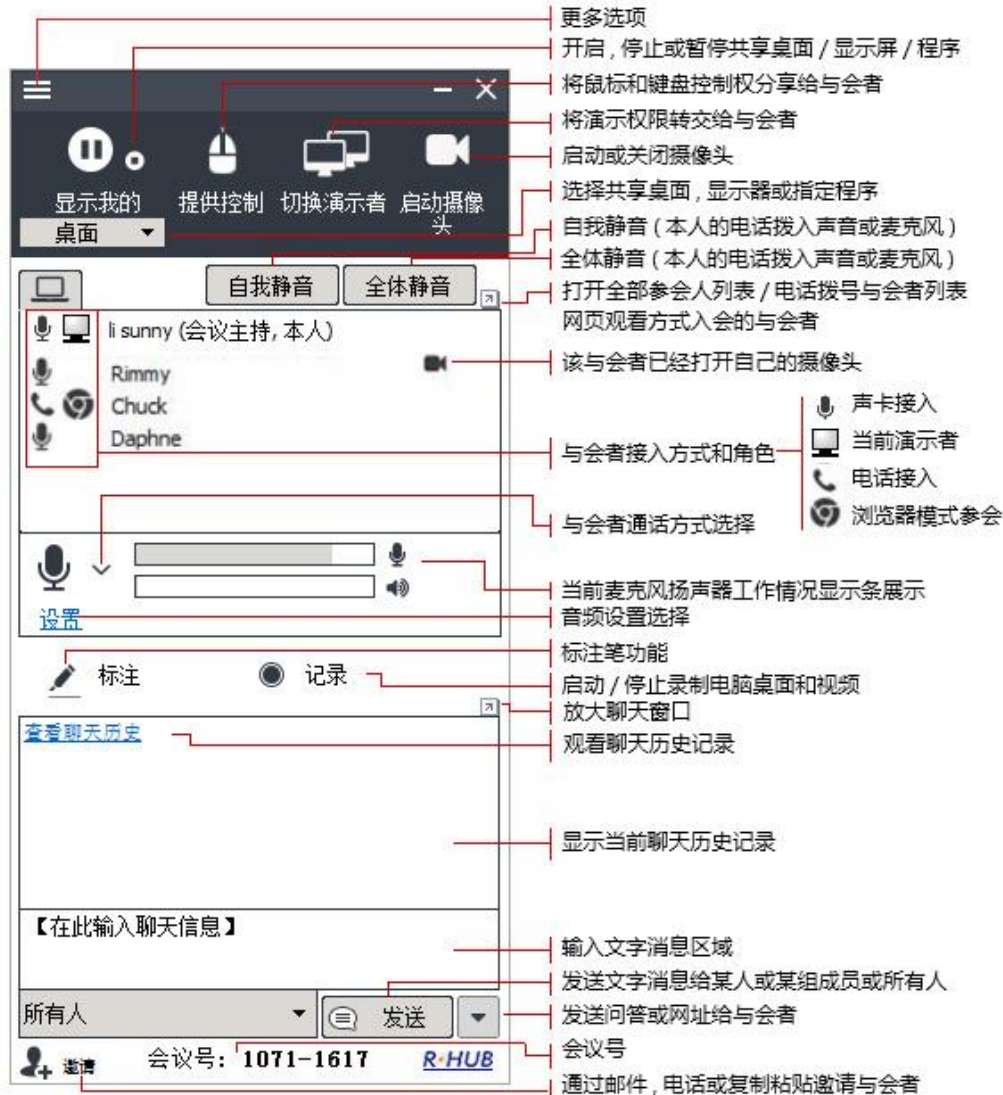 更多选项
开启,停止或暂停共享桌面/显示屏/程序
将鼠标和键盘控制权分享给与会者
将演示权限转交给与会者
启动或关闭摄像头
选择共享桌面,显示器或指定程序
自我静音(本人的电话拨入声音或麦克风)
全体静音(本人的电话拨入声音或麦克风)
打开全部参会人列表/电话拨号与会者列表
网页观看方式入会的与会者
该与会者已经打开自己的摄像头
与会者接入方式和角色
声卡接入
当前演示者
电话接入
浏览器模式参会
与会者通话方式选择
当前麦克风扬声器工作情况显示条展示
音频设置选择
标注笔功能
启动/停止录制电脑桌面和视频
放大聊天窗口
观看聊天历史记录
显示当前聊天历史记录
输入文字消息区域
发送文字消息给某人或某组成员或所有人
发送问答或网址给与会者
会议号
通过邮件,电话或复制粘贴邀请与会者
显示我的
桌面
提供控制
切换演示者
启动摄像
头
自我静音
全体静音
li sunny (会议主持, 本人)
Rimmy
Chuck
Daphne
设置
标注
记录
查看聊天历史
【在此输入聊天信息】
所有人
发送
邀请
会议号: 1071-1617
R·HUB